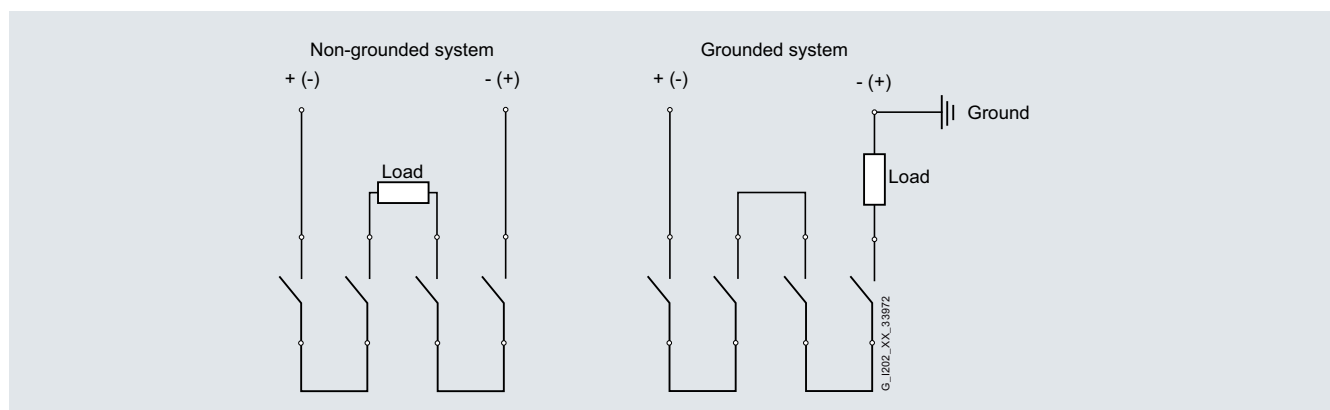 Non-grounded system
Grounded system
+ (-)
- (+)
+ (-)
- (+)
Ground
Load
Load
G_I202_XX_33972